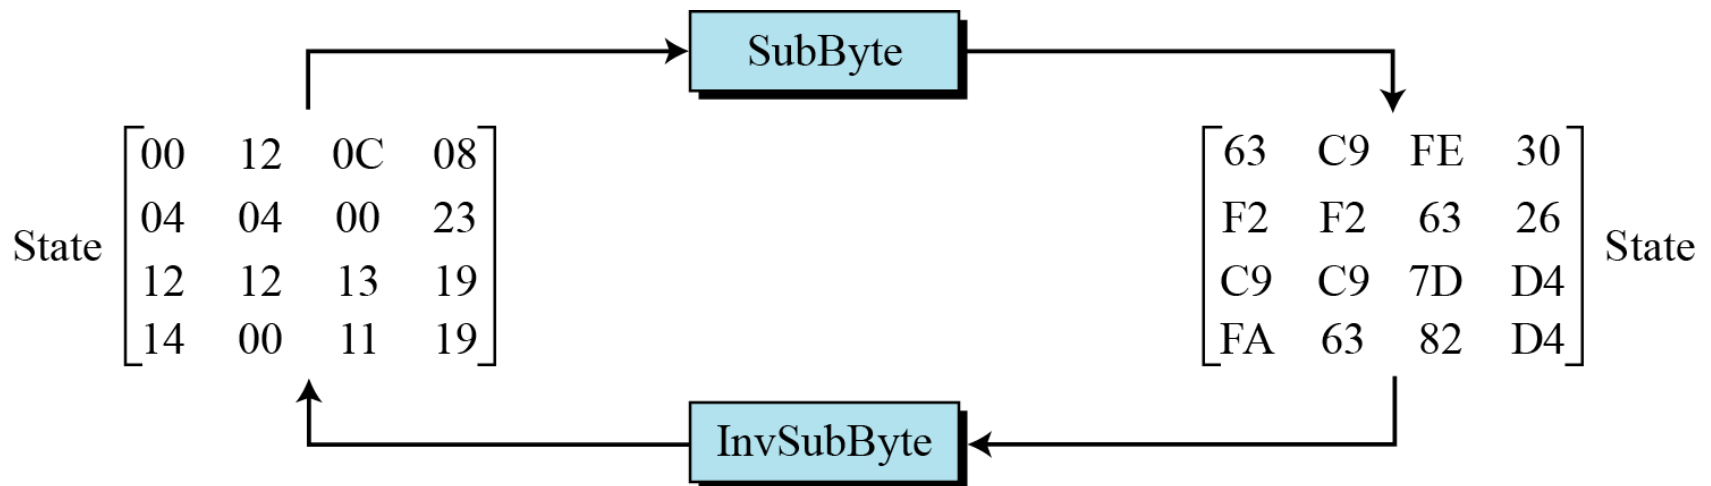 SubByte
00 12 0C 08
04 04 00 23
12 12 13 19
14 00 11 19
State
63 C9 FE 30
F2 F2 63 26
C9 C9 7D D4
FA 63 82 D4
State
InvSubByte